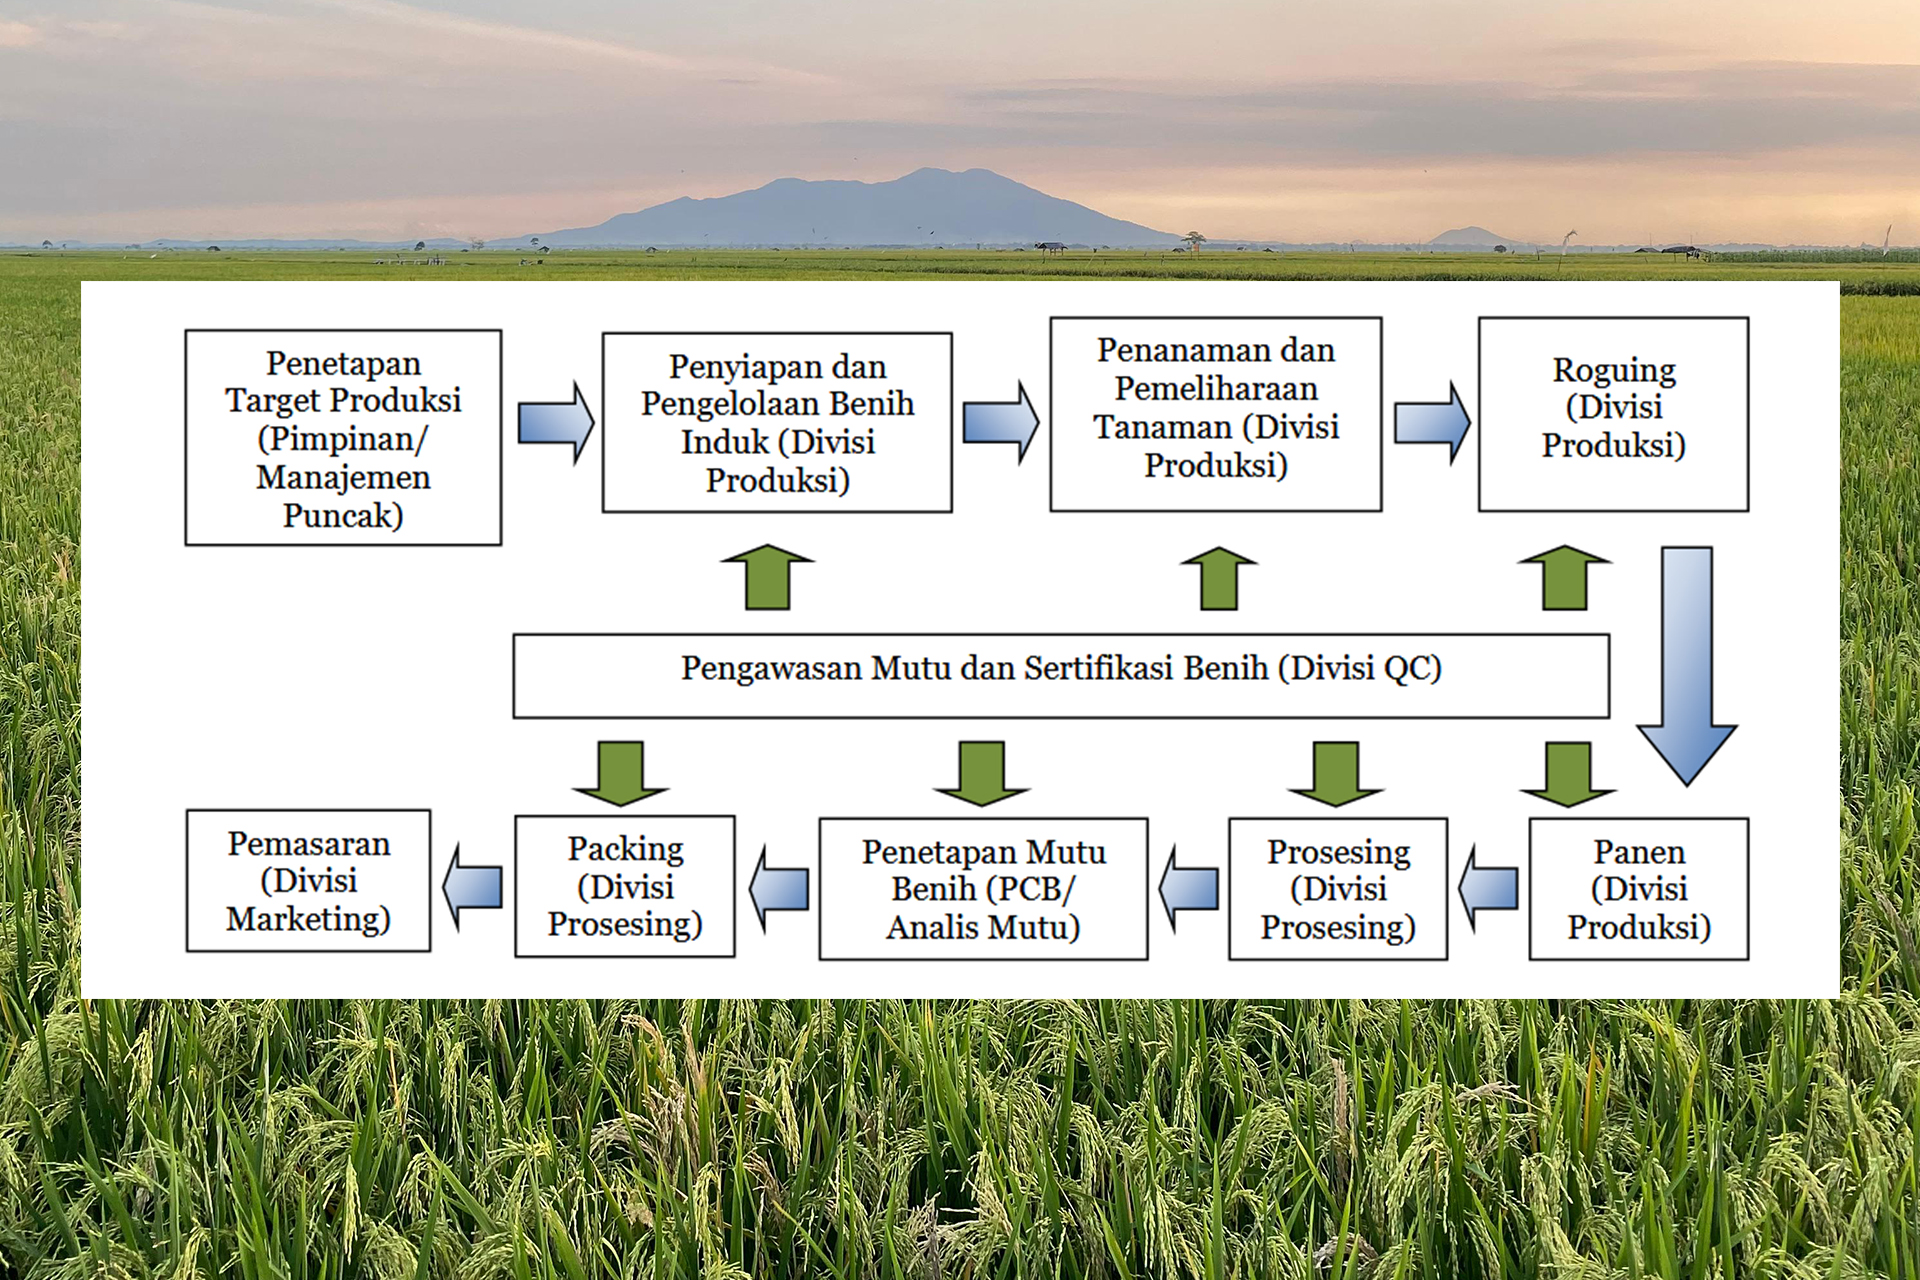 Penetapan
Target Produksi
(Pimpinan/
Manajemen
Puncak)
Penyiapan dan
Pengelolaan Benih
Induk (Divisi
Produksi)
Penanaman dan
Pemeliharaan
Tanaman (Divisi
Produksi)
Roguing
(Divisi
Produksi)
Pengawasan Mutu dan Sertifikasi Benih (Divisi QC)
Pemasaran
(Divisi
Marketing)
Packing
(Divisi
Prosesing)
Penetapan Mutu
Benih (PCB/
Analis Mutu)
Prosesing
(Divisi
Prosesing)
Panen
(Divisi
Produksi)